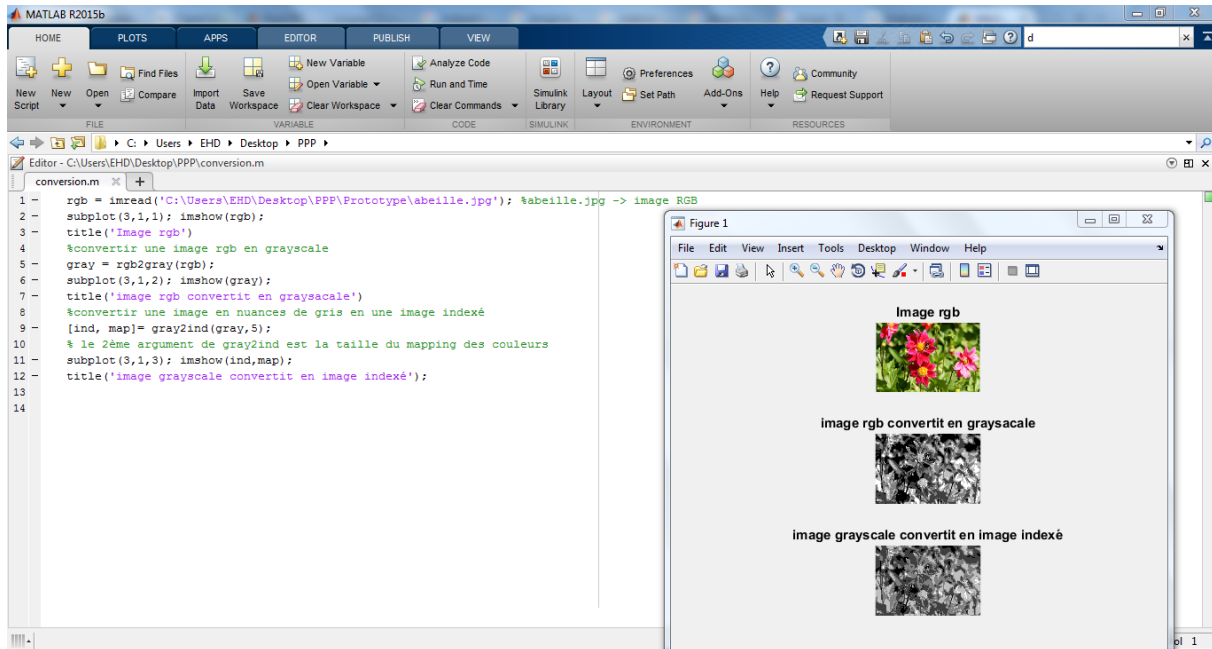 MATLAB R2015b
HOME PLOTS APPS EDITOR PUBLISH VIEW d
New Script New Open Find Files Compare Import Data Save Workspace New Variable Open Variable Clear Workspace Analyze Code Run and Time Clear Commands Simulink Library Layout Preferences Set Path Add-Ons Help Community Request Support
FILE VARIABLE CODE SIMULINK ENVIRONMENT RESOURCES
C: Users EHD Desktop PPP
Editor - C:\Users\EHD\Desktop\PPP\conversion.m
conversion.m
1 rgb = imread('C:\Users\EHD\Desktop\PPP\Prototype\abeille.jpg'); %abeille.jpg -> image RGB
2 subplot(3,1,1); imshow(rgb);
3 title('Image rgb')
4 %convertir une image rgb en grayscale
5 gray = rgb2gray(rgb);
6 subplot(3,1,2); imshow(gray);
7 title('image rgb convertit en graysacale')
8 %convertir une image en nuances de gris en une image indexé
9 [ind, map]= gray2ind(gray,5);
10 % le 2ème argument de gray2ind est la taille du mapping des couleurs
11 subplot(3,1,3); imshow(ind,map);
12 title('image grayscale convertit en image indexé');
13
14
Figure 1
File Edit View Insert Tools Desktop Window Help
Image rgb
image rgb convertit en graysacale
image grayscale convertit en image indexé
ol 1